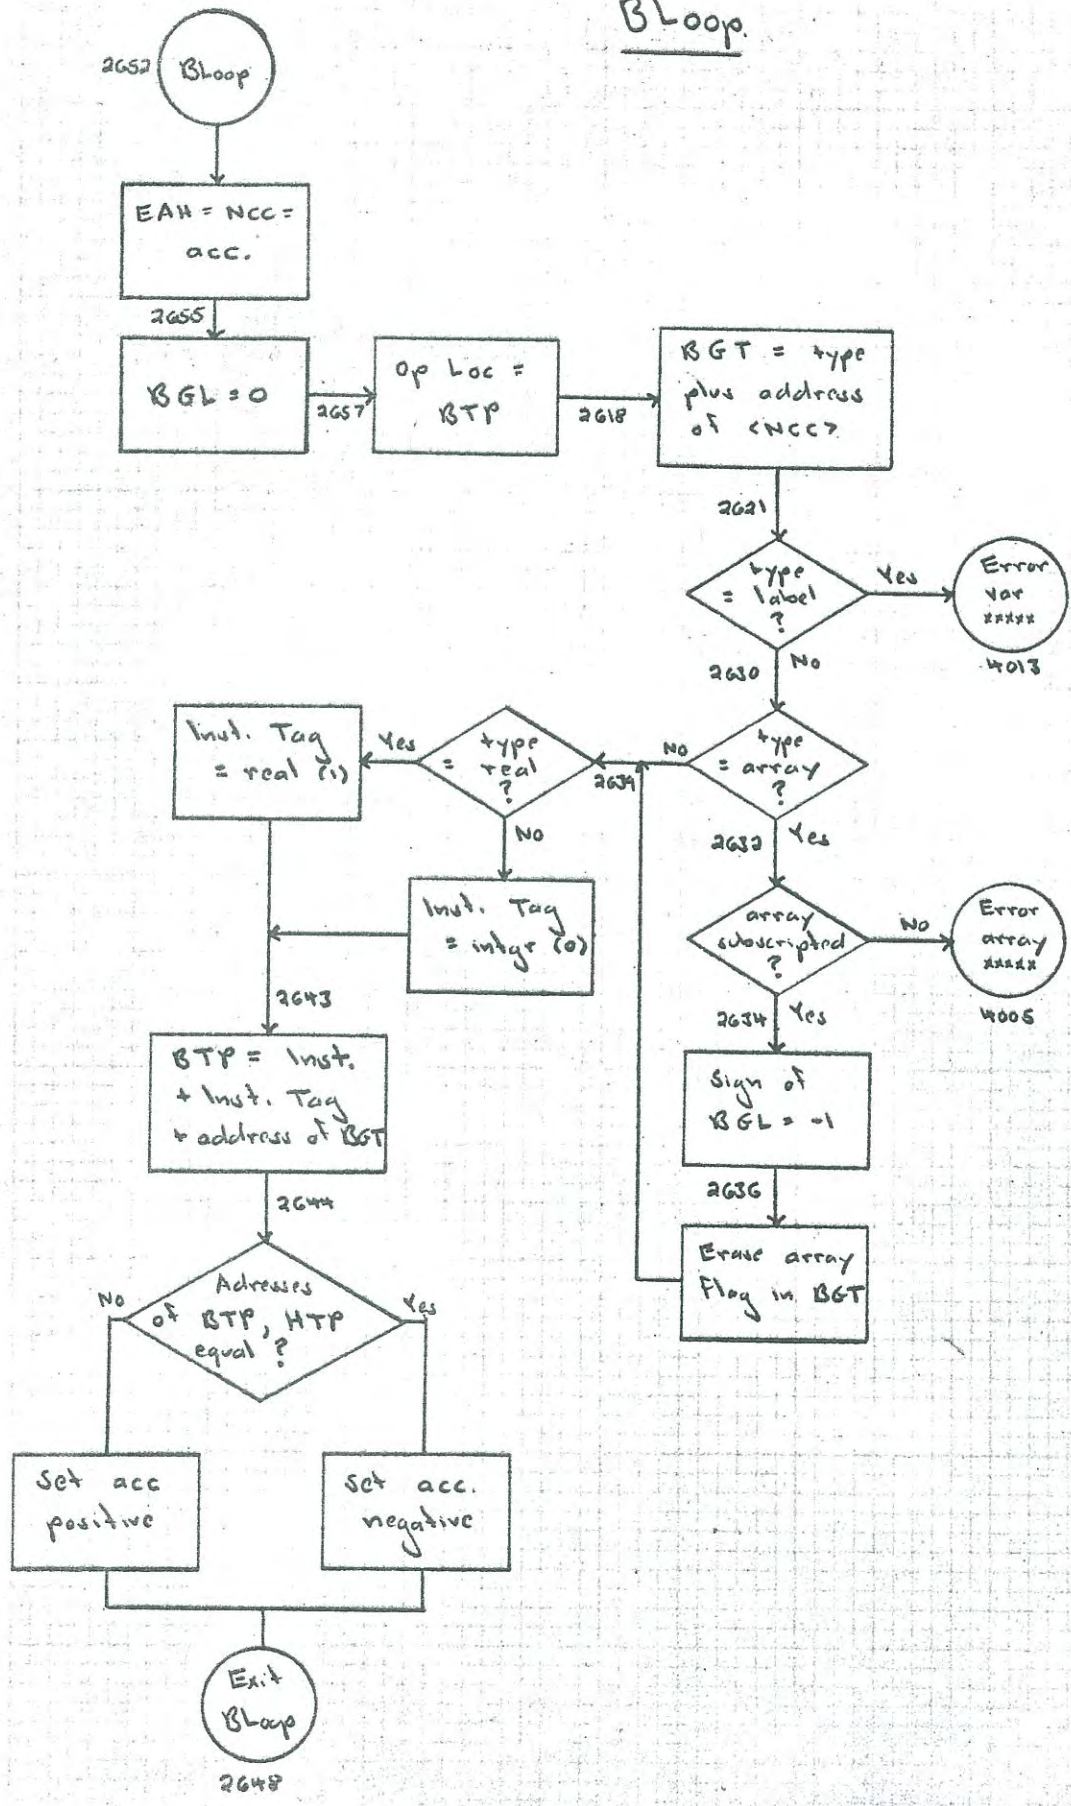 BLoop.
2652
BLoop
EAH = NCC =
acc.
2655
BGL = 0
2657
Op Loc =
BTP
2618
BGT = type
plus address
of <NCC>
2621
type
= label
?
Yes
Error
var
*****
4013
2630
No
type
= array
?
No
2639
type
= real
?
Yes
Inst. Tag
= real (1)
No
Inst. Tag
= intgr (0)
2632
Yes
array
subscripted
?
No
Error
array
*****
4005
2634
Yes
Sign of
BGL = -1
2636
Erase array
Flag in BGT
2643
BTP = Inst.
+ Inst. Tag
+ address of BGT
2644
Adresses
of BTP, HTP
equal ?
No
Yes
Set acc
positive
Set acc.
negative
Exit
BLoop
2648